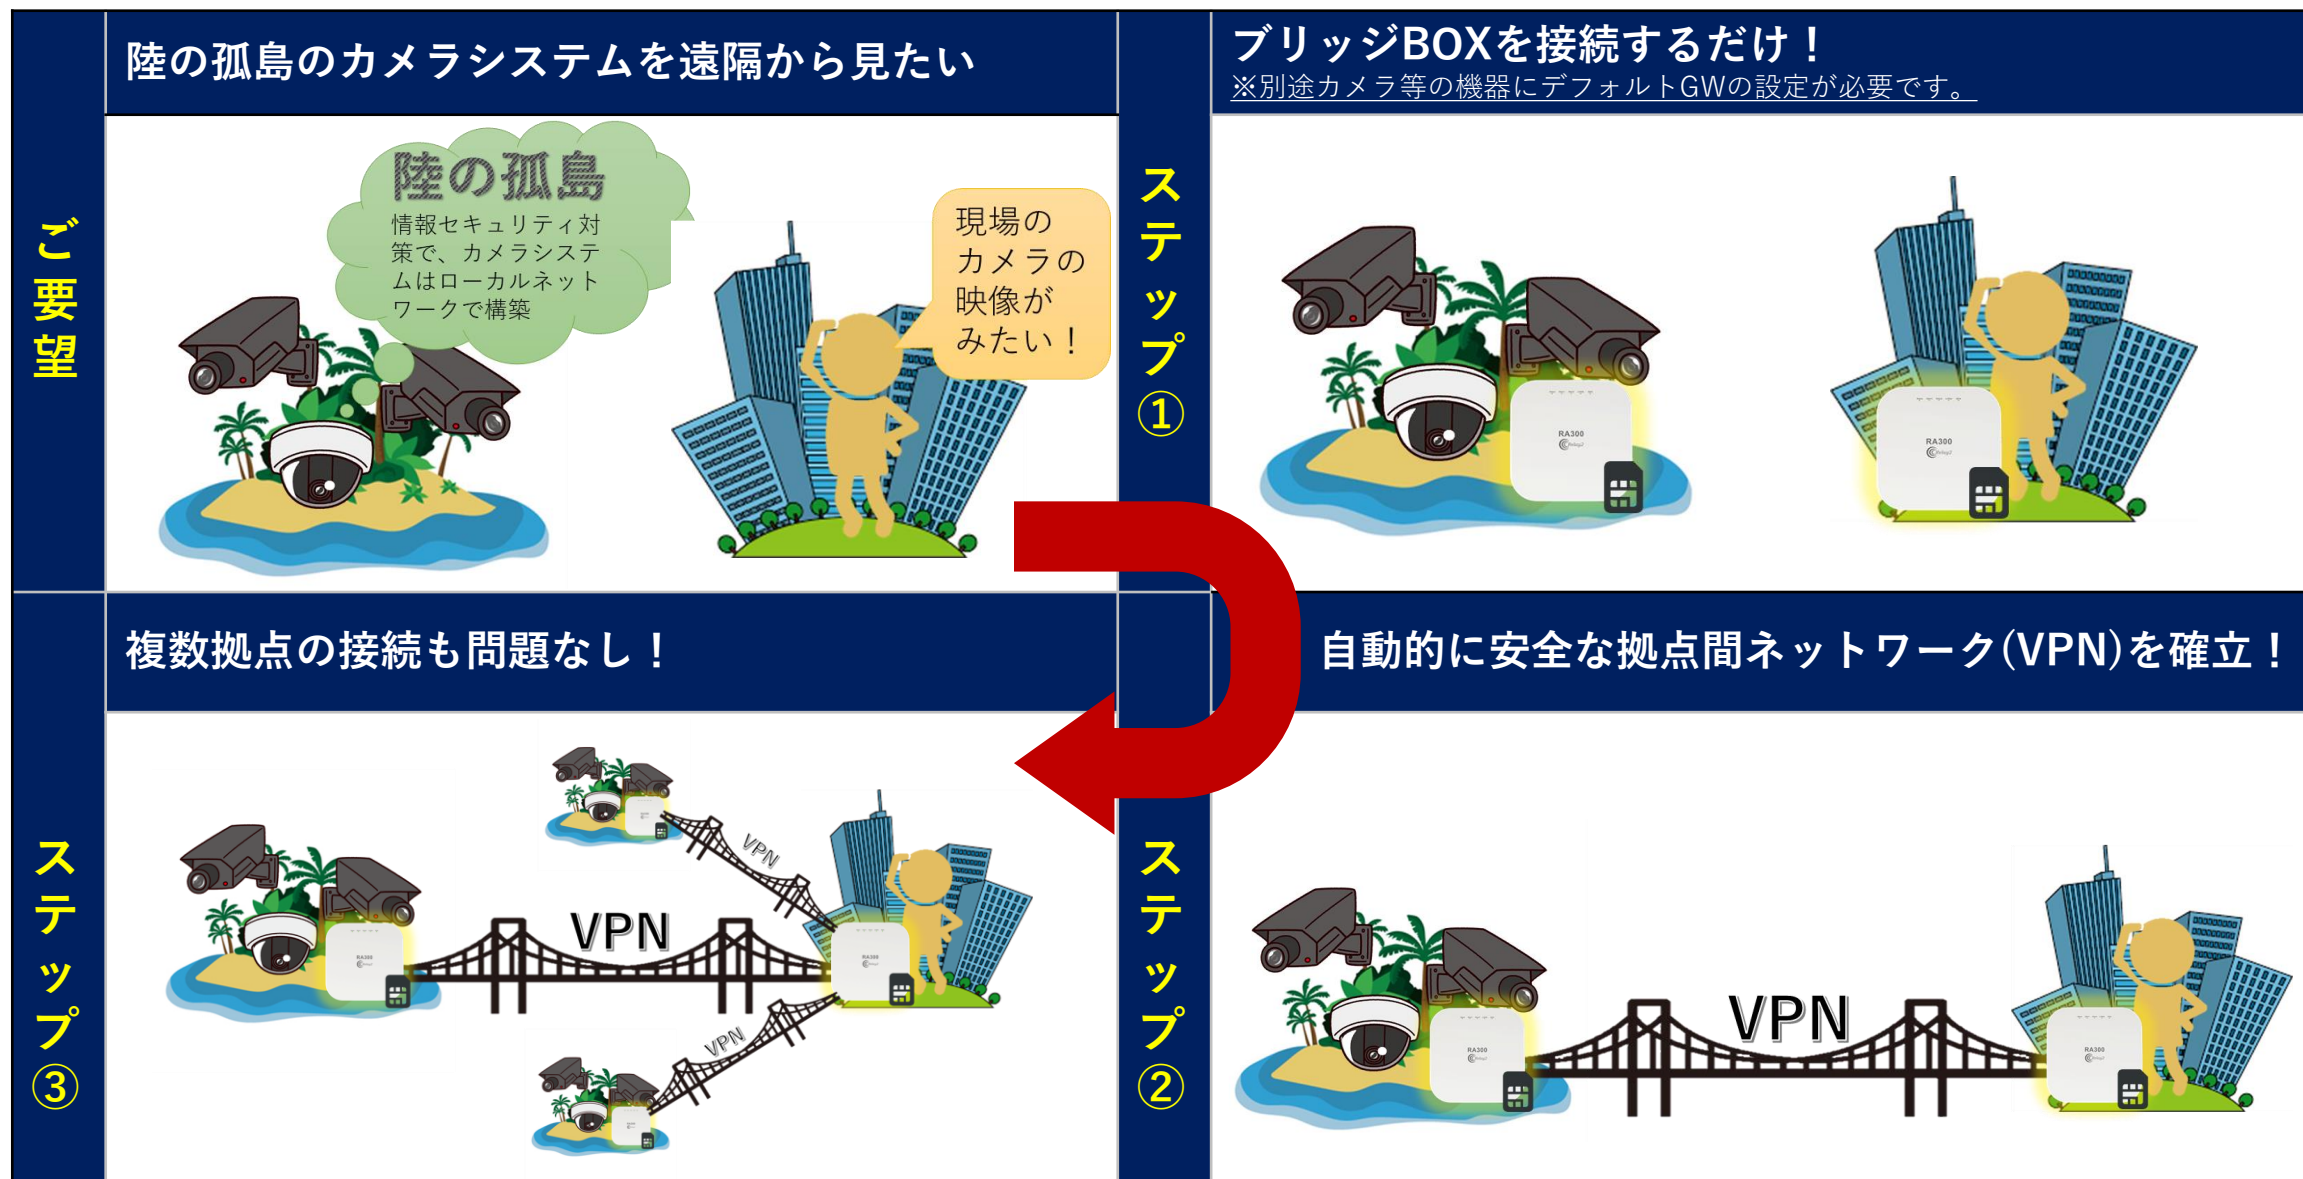 ご要望
陸の孤島のカメラシステムを遠隔から見たい
陸の孤島
情報セキュリティ対
策で、カメラシステ
ムはローカルネット
ワークで構築
現場の
カメラの
映像が
みたい！
ステップ①
ブリッジBOXを接続するだけ！
※別途カメラ等の機器にデフォルトGWの設定が必要です。
RA300
RA300
ステップ②
自動的に安全な拠点間ネットワーク(VPN)を確立！
RA300
VPN
RA300
ステップ③
複数拠点の接続も問題なし！
VPN
RA300
VPN
RA300
VPN